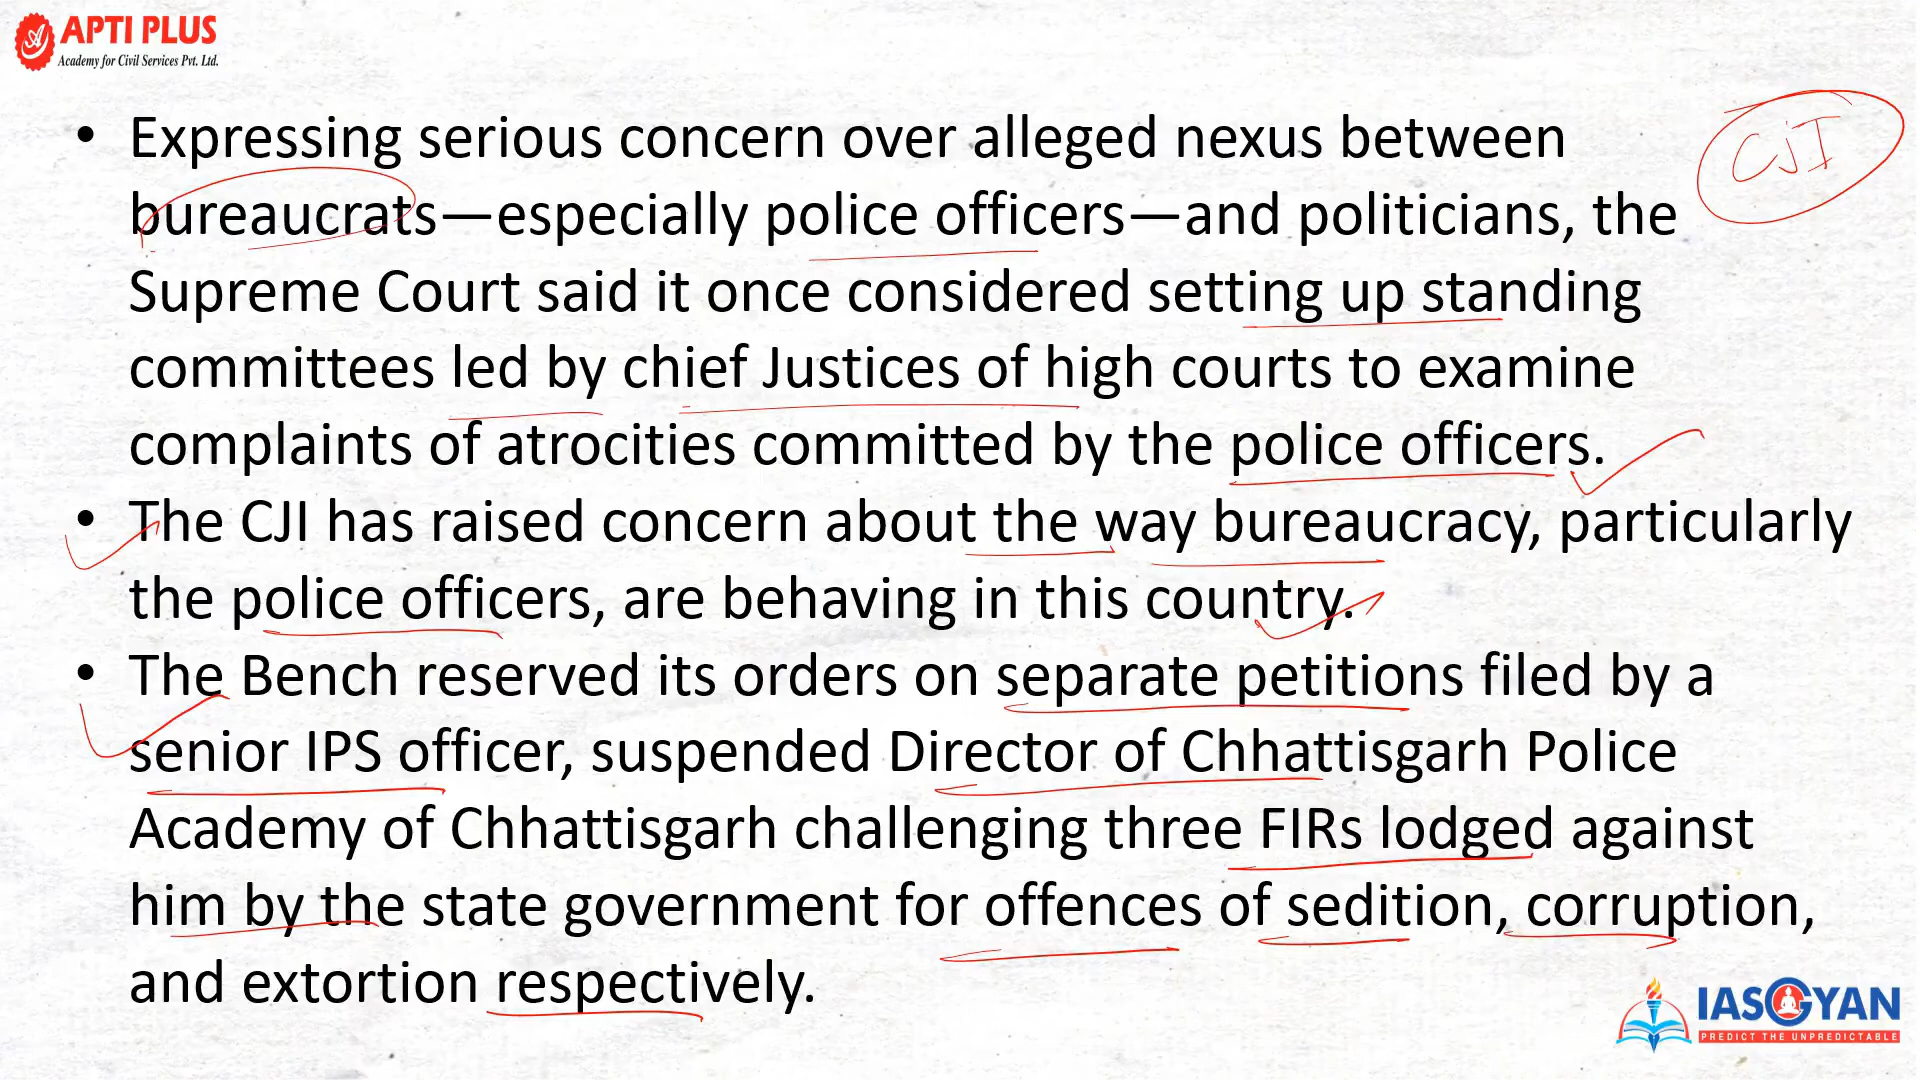 APTI PLUS
Academy for Civil Services Pvt. Ltd.
CJI
• Expressing serious concern over alleged nexus between
bureaucrats—especially police officers—and politicians, the
Supreme Court said it once considered setting up standing
committees led by chief Justices of high courts to examine
complaints of atrocities committed by the police officers.
• The CJI has raised concern about the way bureaucracy, particularly
the police officers, are behaving in this country.
• The Bench reserved its orders on separate petitions filed by a
senior IPS officer, suspended Director of Chhattisgarh Police
Academy of Chhattisgarh challenging three FIRs lodged against
him by the state government for offences of sedition, corruption,
and extortion respectively.
IASGYAN
PREDICT THE UNPREDICTABLE